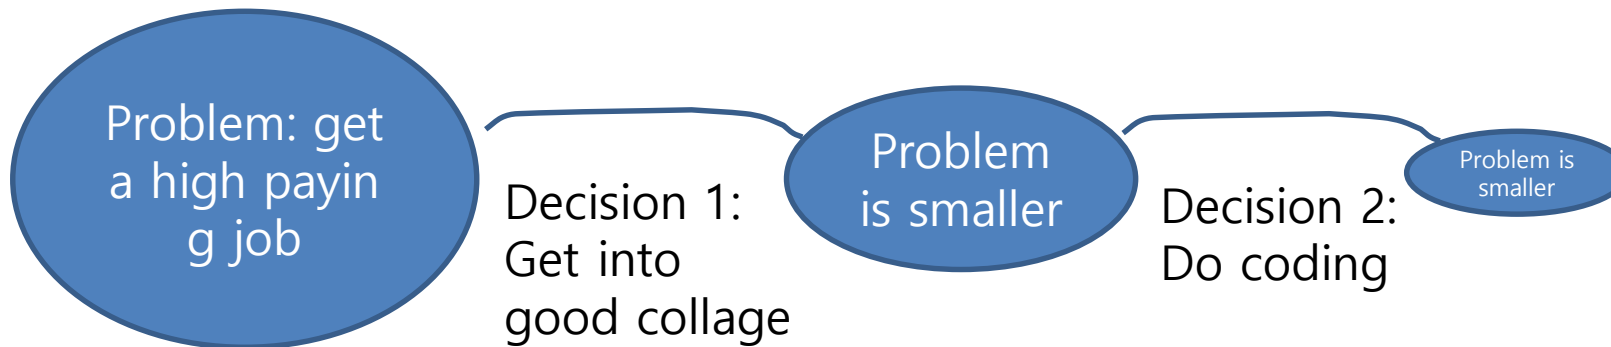 Problem: get
a high payin
g job
Decision 1:
Get into
good collage
Problem
is smaller
Decision 2:
Do coding
Problem is
smaller